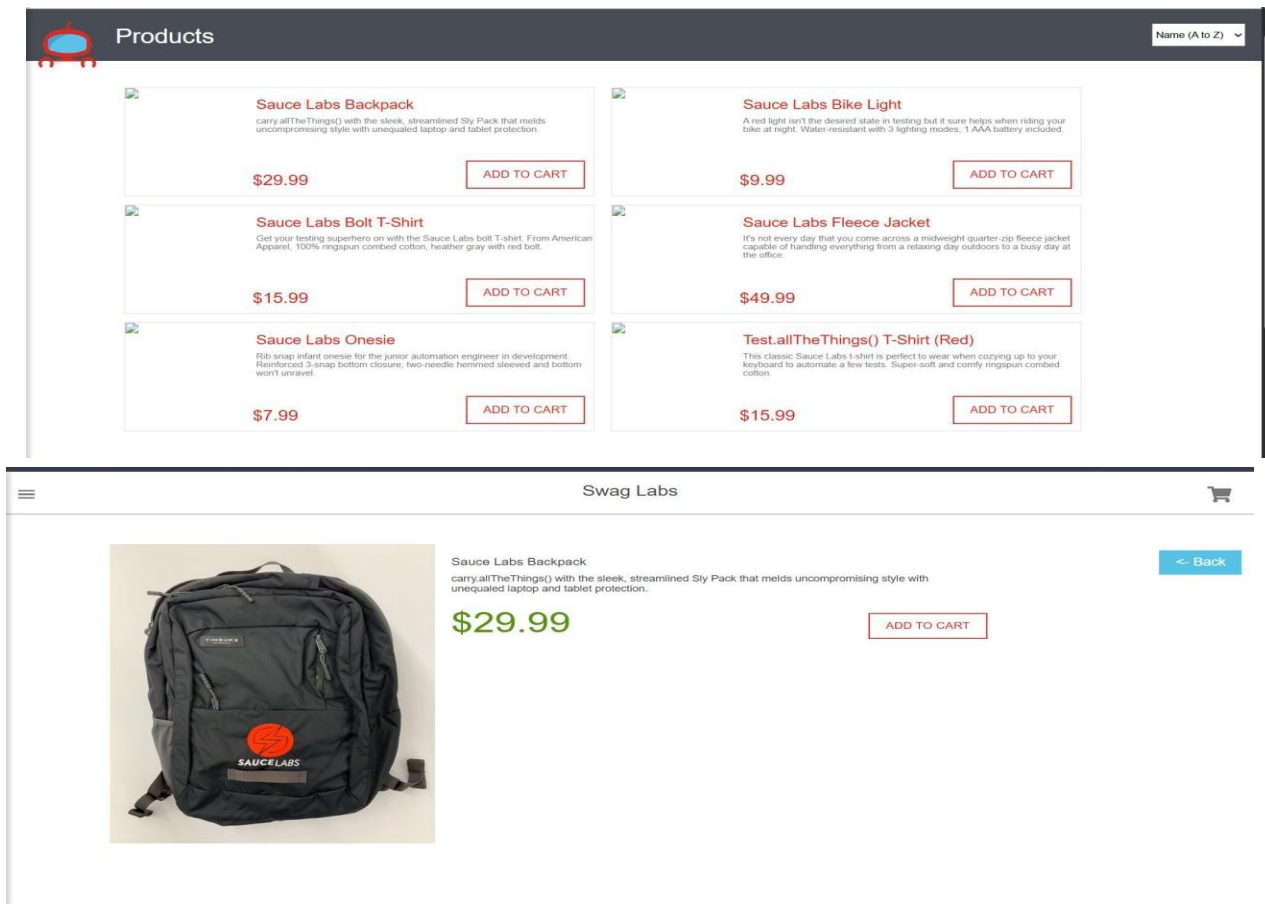 Products
Name (A to Z)
Sauce Labs Backpack
carry.allTheThings() with the sleek, streamlined Sly Pack that melds
uncompromising style with unequaled laptop and tablet protection.
$29.99
ADD TO CART
Sauce Labs Bike Light
A red light isn't the desired state in testing but it sure helps when riding your
bike at night. Water-resistant with 3 lighting modes, 1 AAA battery included.
$9.99
ADD TO CART
Sauce Labs Bolt T-Shirt
Get your testing superhero on with the Sauce Labs bolt T-shirt. From American
Apparel, 100% ringspun combed cotton, heather gray with red bolt.
$15.99
ADD TO CART
Sauce Labs Fleece Jacket
It's not every day that you come across a midweight quarter-zip fleece jacket
capable of handling everything from a relaxing day outdoors to a busy day at
the office.
$49.99
ADD TO CART
Sauce Labs Onesie
Rib snap infant onesie for the junior automation engineer in development.
Reinforced 3-snap bottom closure, two-needle hemmed sleeved and bottom
won't unravel.
$7.99
ADD TO CART
Test.allTheThings() T-Shirt (Red)
This classic Sauce Labs t-shirt is perfect to wear when cozying up to your
keyboard to automate a few tests. Super-soft and comfy ringspun combed
cotton.
$15.99
ADD TO CART
Swag Labs
Sauce Labs Backpack
<- Back
carry.allTheThings() with the sleek, streamlined Sly Pack that melds uncompromising style with
unequaled laptop and tablet protection.
$29.99
ADD TO CART
TIMBUK2
SAUCELABS